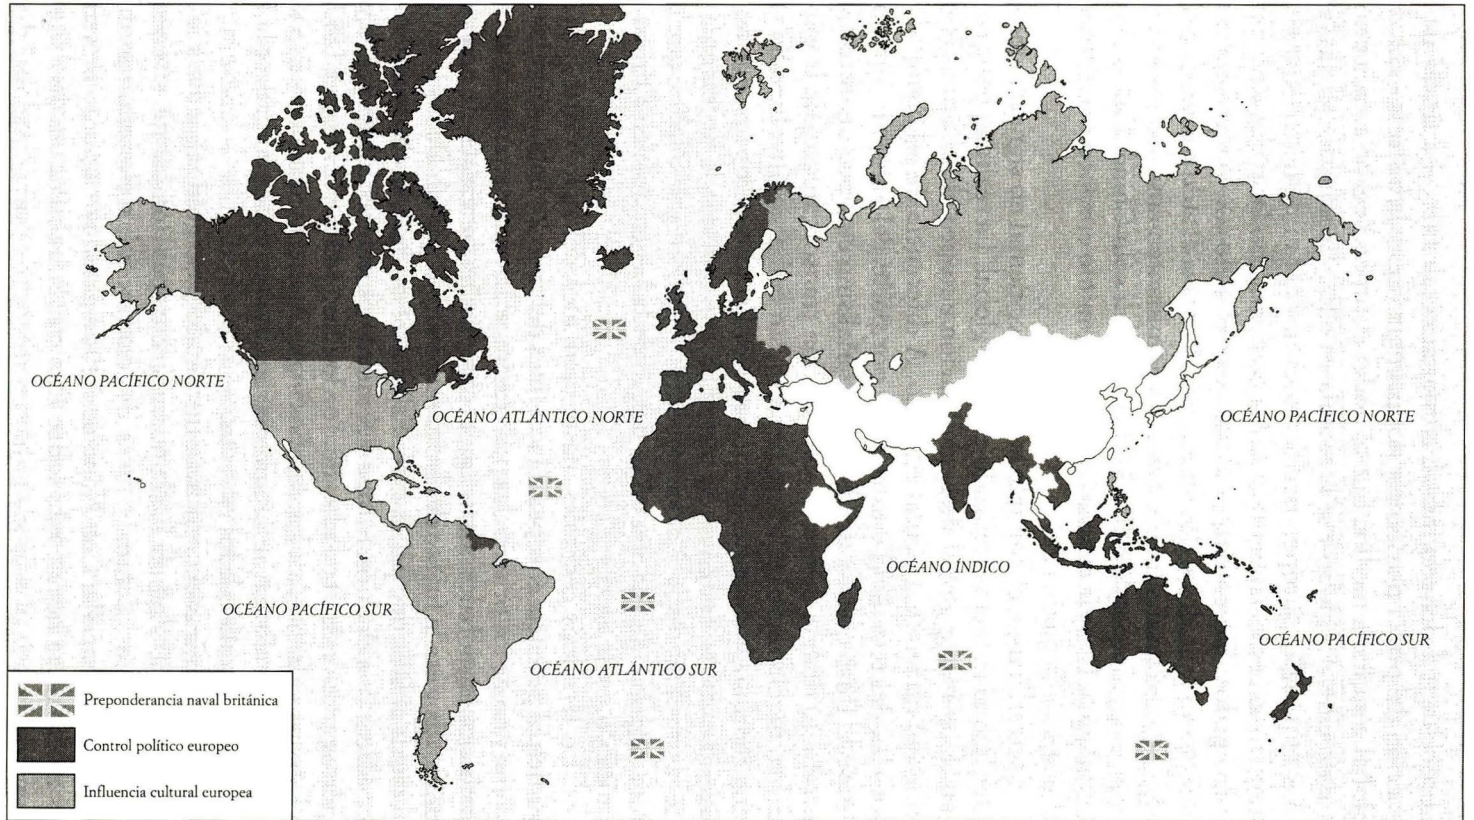 OCÉANO PACÍFICO NORTE
OCÉANO ATLÁNTICO NORTE
OCÉANO PACÍFICO NORTE
OCÉANO ÍNDICO
OCÉANO PACÍFICO SUR
OCÉANO PACÍFICO SUR
OCÉANO ATLÁNTICO SUR
Preponderancia naval británica
Control político europeo
Influencia cultural europea